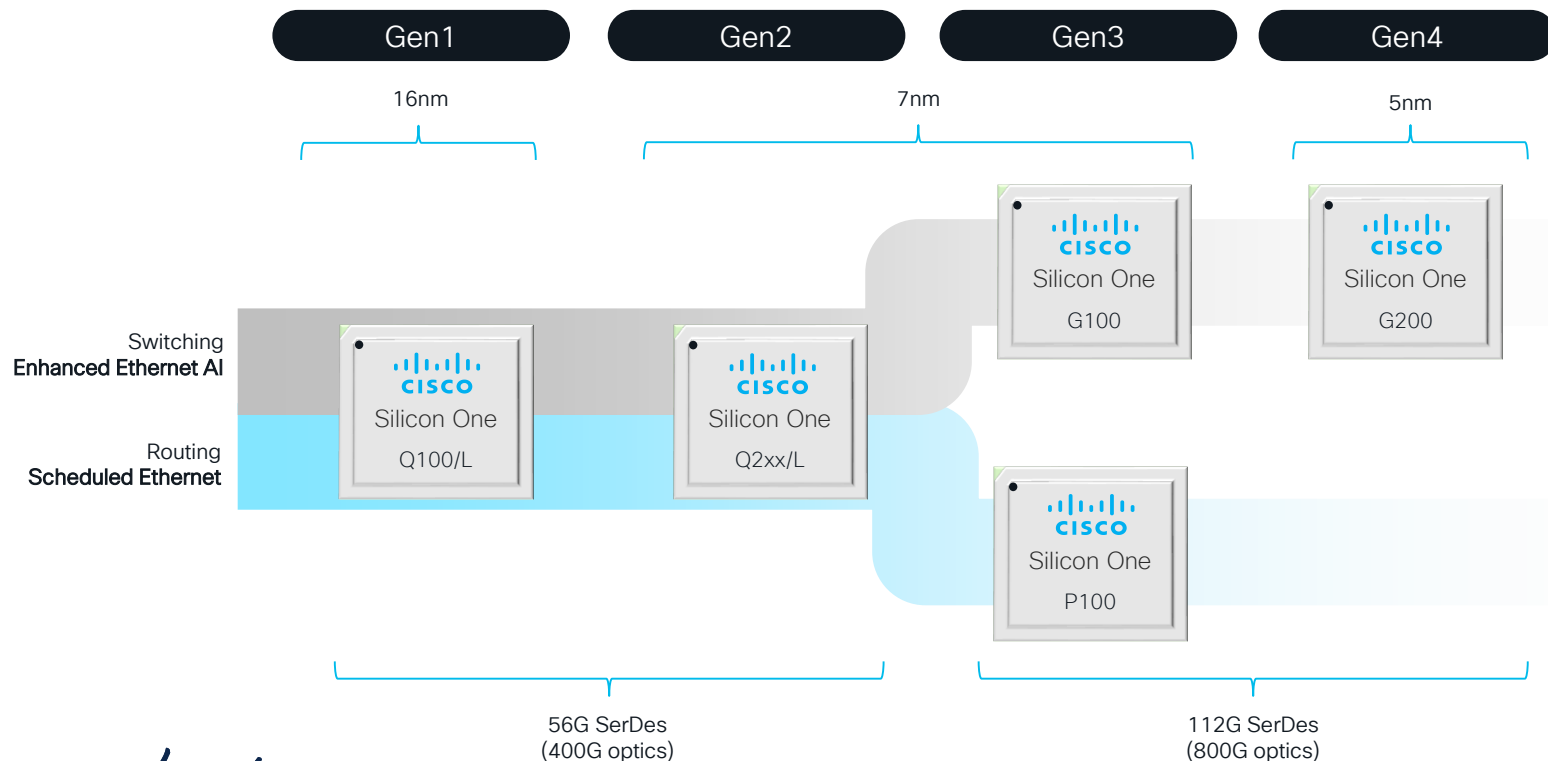 Gen1
Gen2
Gen3
Gen4
16nm
7nm
5nm
CISCO
Silicon One
G100
CISCO
Silicon One
G200
Switching
Enhanced Ethernet AI
CISCO
Silicon One
Q100/L
CISCO
Silicon One
Q2xx/L
Routing
Scheduled Ethernet
CISCO
Silicon One
P100
56G SerDes
(400G optics)
112G SerDes
(800G optics)